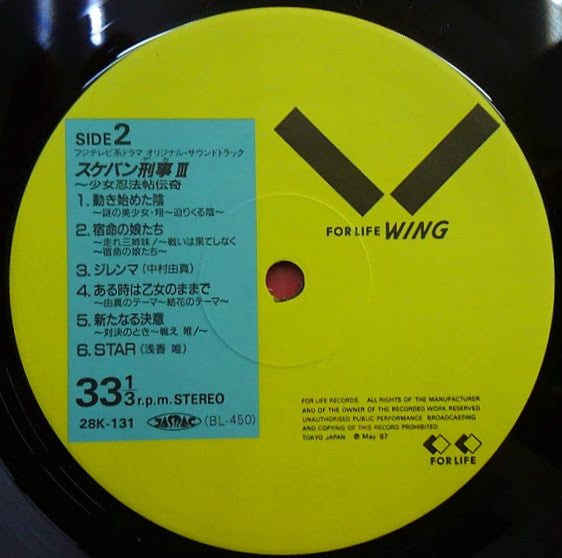 SIDE 2
フジテレビ系ドラマ オリジナル・サウンドトラック
スケバン刑事III
〜少女忍法帖伝奇
1. 動き始めた陰
〜謎の美少女・翔〜迫りくる陰〜
2. 宿命の娘たち
〜走れ三姉妹!〜戦いは果てしなく
〜宿命の娘たち〜
3. ジレンマ (中村由真)
4. ある時は乙女のままで
〜由真のテーマ〜結花のテーマ〜
5. 新たなる決意
〜対決のとき〜戦え 唯!〜
6. STAR (浅香 唯)
33 1/3 r.p.m. STEREO
28K-131 JASRAC (BL-450)
FOR LIFE WING
FOR LIFE RECORDS ALL RIGHTS OF THE MANUFACTURER
AND OF THE OWNER OF THE RECORDED WORK RESERVED
UNAUTHORISED PUBLIC PERFORMANCE BROADCASTING
AND COPYING OF THIS RECORD PROHIBITED
TOKYO JAPAN ℗ May '87
FOR LIFE